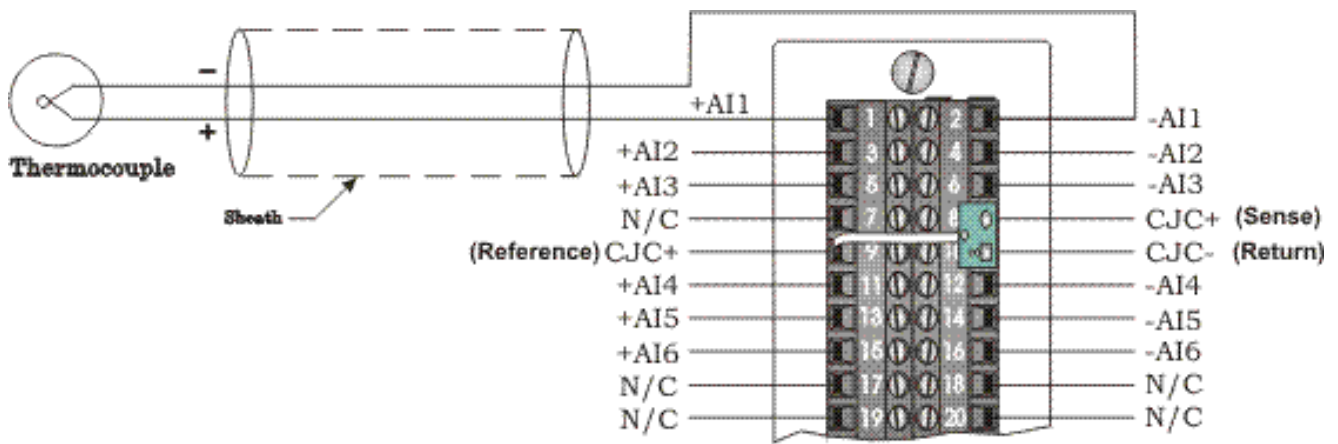 −
+
Thermocouple
Sheath
+AI1 1 2 -AI1
+AI2 3 4 -AI2
+AI3 5 6 -AI3
N/C 7 8 CJC+ (Sense)
(Reference) CJC+ 9 10 CJC- (Return)
+AI4 11 12 -AI4
+AI5 13 14 -AI5
+AI6 15 16 -AI6
N/C 17 18 N/C
N/C 19 20 N/C